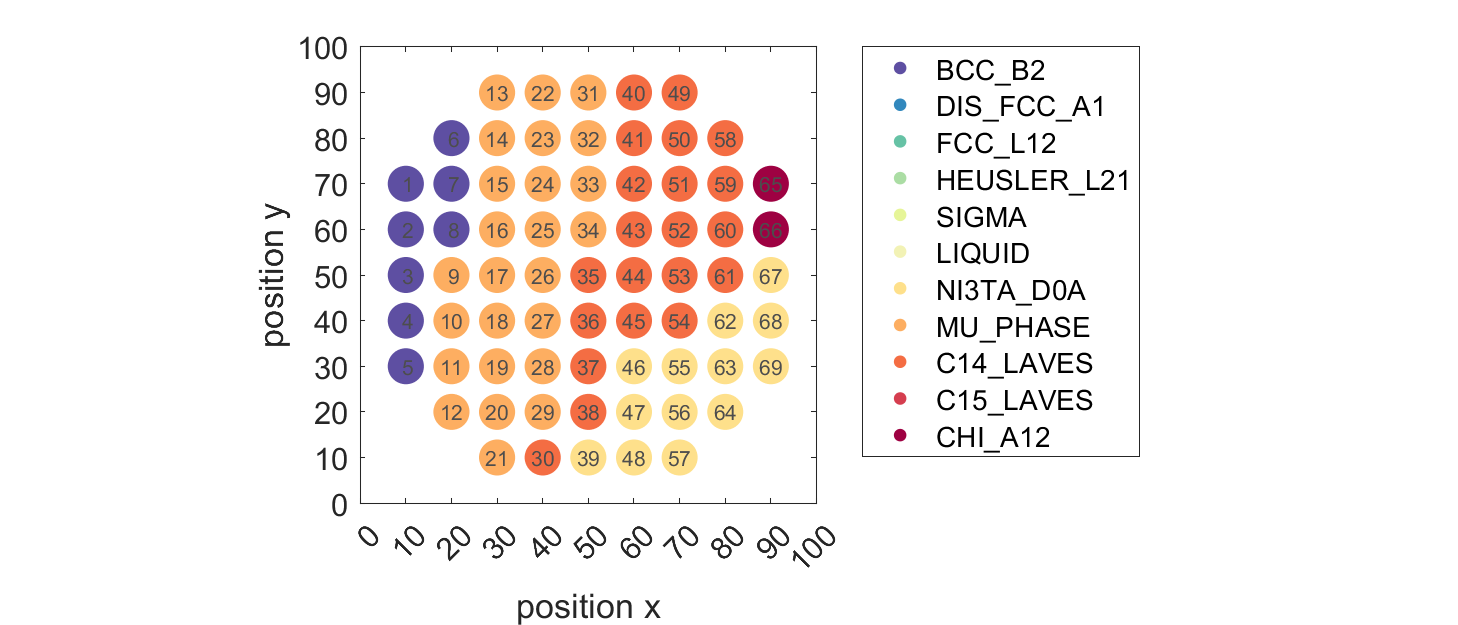 100
90 13 22 31 40 49
80 6 14 23 32 41 50 58
70 1 7 15 24 33 42 51 59 65
60 2 8 16 25 34 43 52 60 66
50 3 9 17 26 35 44 53 61 67
40 4 10 18 27 36 45 54 62 68
30 5 11 19 28 37 46 55 63 69
20 12 20 29 38 47 56 64
10 21 30 39 48 57
0
position y
0 10 20 30 40 50 60 70 80 90 100
position x
BCC_B2
DIS_FCC_A1
FCC_L12
HEUSLER_L21
SIGMA
LIQUID
NI3TA_D0A
MU_PHASE
C14_LAVES
C15_LAVES
CHI_A12